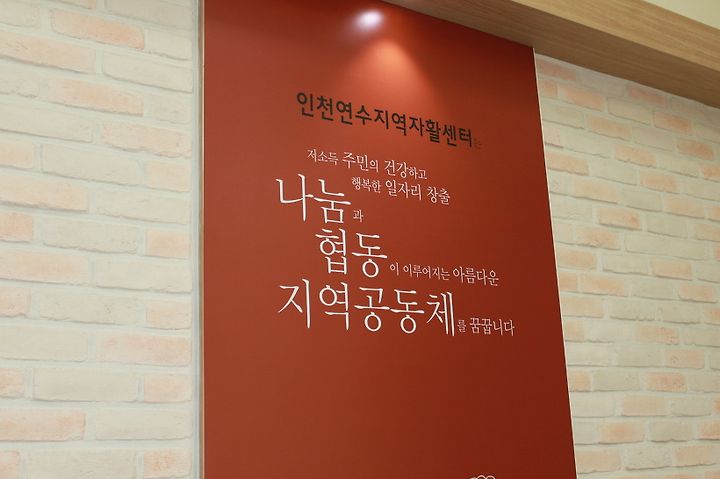 인천연수지역자활센터는
저소득 주민의 건강하고
행복한 일자리 창출
나눔과
협동이 이루어지는 아름다운
지역공동체를 꿈꿉니다